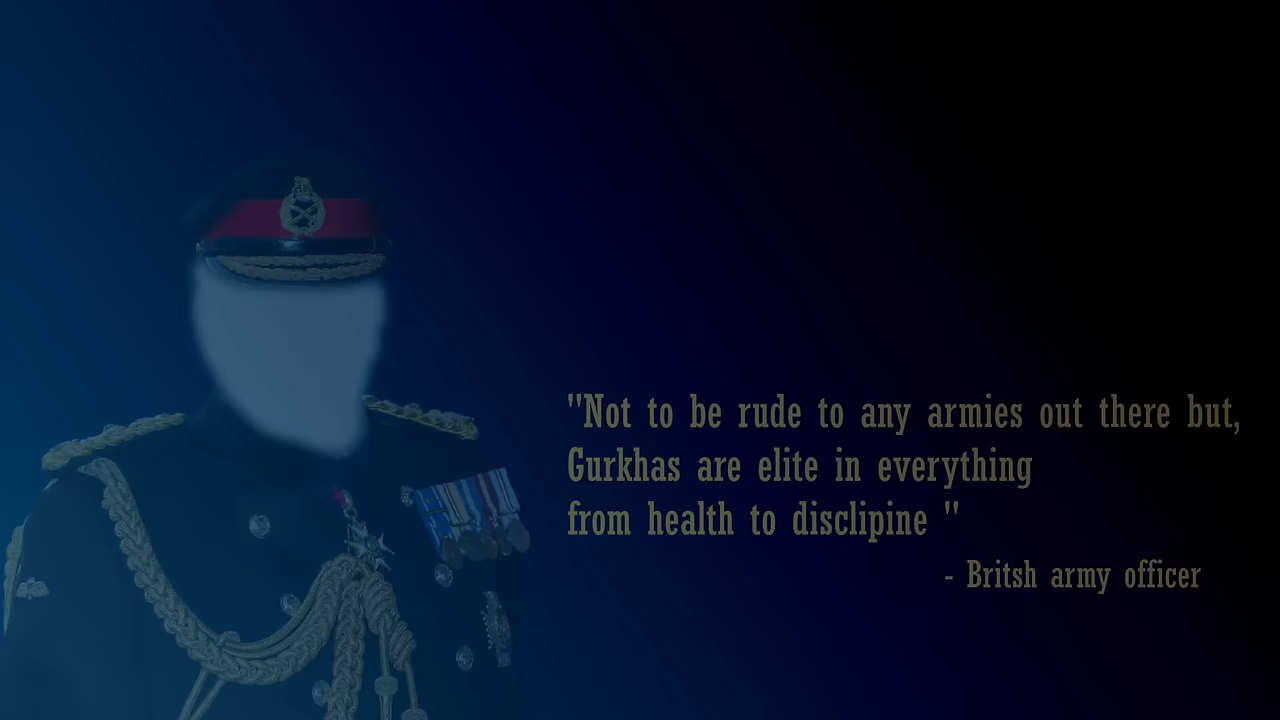 "Not to be rude to any armies out there but,
Gurkhas are elite in everything
from health to disclipine "
- Britsh army officer